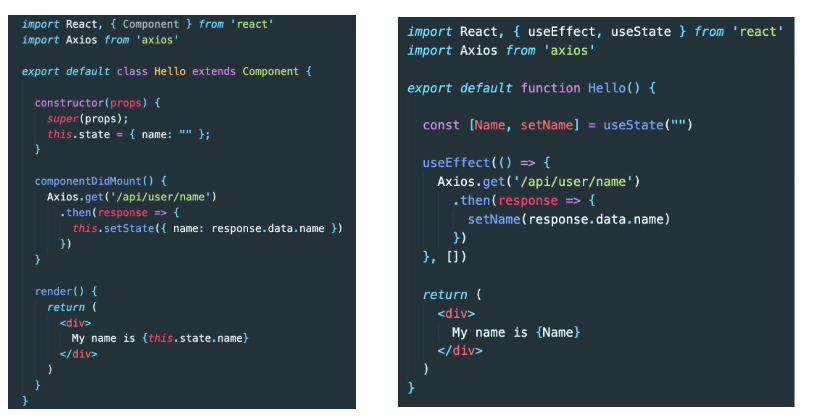 import React, { Component } from 'react'
import Axios from 'axios'
export default class Hello extends Component {
constructor(props) {
super(props);
this.state = { name: "" };
}
componentDidMount() {
Axios.get('/api/user/name')
.then(response => {
this.setState({ name: response.data.name })
})
}
render() {
return (
<div>
My name is {this.state.name}
</div>
)
}
}
import React, { useEffect, useState } from 'react'
import Axios from 'axios'
export default function Hello() {
const [Name, setName] = useState("")
useEffect(() => {
Axios.get('/api/user/name')
.then(response => {
setName(response.data.name)
})
}, [])
return (
<div>
My name is {Name}
</div>
)
}